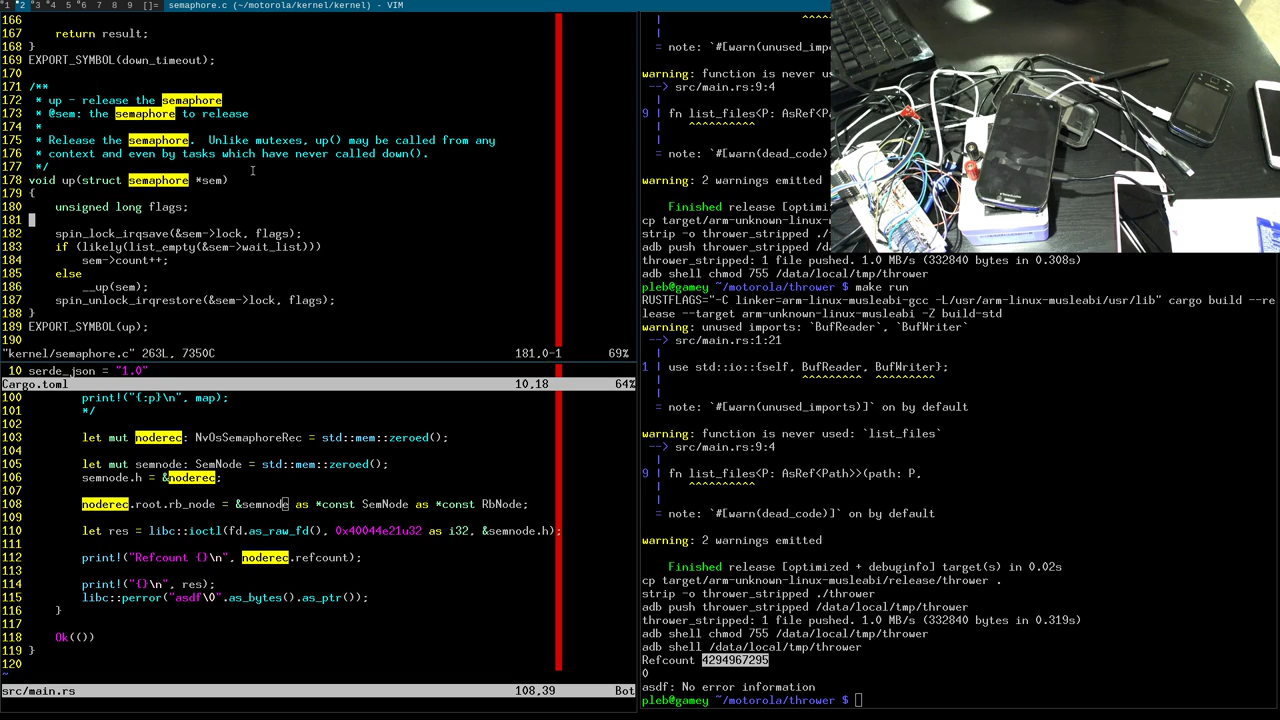 1 2 3 4 5 6 7 8 9 []= semaphore.c (~/motorola/kernel/kernel) - VIM
166
167     return result;
168 }
169 EXPORT_SYMBOL(down_timeout);
170
171 /**
172  * up - release the semaphore
173  * @sem: the semaphore to release
174  *
175  * Release the semaphore.  Unlike mutexes, up() may be called from any
176  * context and even by tasks which have never called down().
177  */
178 void up(struct semaphore *sem)
179 {
180     unsigned long flags;
181
182     spin_lock_irqsave(&sem->lock, flags);
183     if (likely(list_empty(&sem->wait_list)))
184         sem->count++;
185     else
186         __up(sem);
187     spin_unlock_irqrestore(&sem->lock, flags);
188 }
189 EXPORT_SYMBOL(up);
190
"kernel/semaphore.c" 263L, 7350C 181,0-1 69%
10 serde_json = "1.0"
Cargo.toml 10,18 64%
100         print!("{:p}\n", map);
101         */
102
103         let mut noderec: NvOsSemaphoreRec = std::mem::zeroed();
104
105         let mut semnode: SemNode = std::mem::zeroed();
106         semnode.h = &noderec;
107
108         noderec.root.rb_node = &semnode as *const SemNode as *const RbNode;
109
110         let res = libc::ioctl(fd.as_raw_fd(), 0x40044e21u32 as i32, &semnode.h);
111
112         print!("Refcount {}\n", noderec.refcount);
113
114         print!("{}\n", res);
115         libc::perror("asdf\0".as_bytes().as_ptr());
116     }
117
118     Ok(())
119 }
120
~
src/main.rs 108,39 Bot
^^^^
|
|
= note: `#[warn(unused_impo
warning: function is never us
--> src/main.rs:9:4
|
9 | fn list_files<P: AsRef<Pa
| ^^^^^^^^^^
|
= note: `#[warn(dead_code)
warning: 2 warnings emitted
Finished release [optimiz
cp target/arm-unknown-linux-m
strip -o thrower_stripped ./t
adb push thrower_stripped /da
thrower_stripped: 1 file pushed. 1.0 MB/s (332840 bytes in 0.308s)
adb shell chmod 755 /data/local/tmp/thrower
pleb@gamey ~/motorola/thrower $ make run
RUSTFLAGS="-C linker=arm-linux-musleabi-gcc -L/usr/arm-linux-musleabi/usr/lib" cargo build --re
lease --target arm-unknown-linux-musleabi -Z build-std
warning: unused imports: `BufReader`, `BufWriter`
--> src/main.rs:1:21
|
1 | use std::io::{self, BufReader, BufWriter};
| ^^^^^^^^^  ^^^^^^^^^
|
= note: `#[warn(unused_imports)]` on by default
warning: function is never used: `list_files`
--> src/main.rs:9:4
|
9 | fn list_files<P: AsRef<Path>>(path: P,
| ^^^^^^^^^^
|
= note: `#[warn(dead_code)]` on by default
warning: 2 warnings emitted
Finished release [optimized + debuginfo] target(s) in 0.02s
cp target/arm-unknown-linux-musleabi/release/thrower .
strip -o thrower_stripped ./thrower
adb push thrower_stripped /data/local/tmp/thrower
thrower_stripped: 1 file pushed. 1.0 MB/s (332840 bytes in 0.319s)
adb shell chmod 755 /data/local/tmp/thrower
adb shell /data/local/tmp/thrower
Refcount 4294967295
0
asdf: No error information
pleb@gamey ~/motorola/thrower $